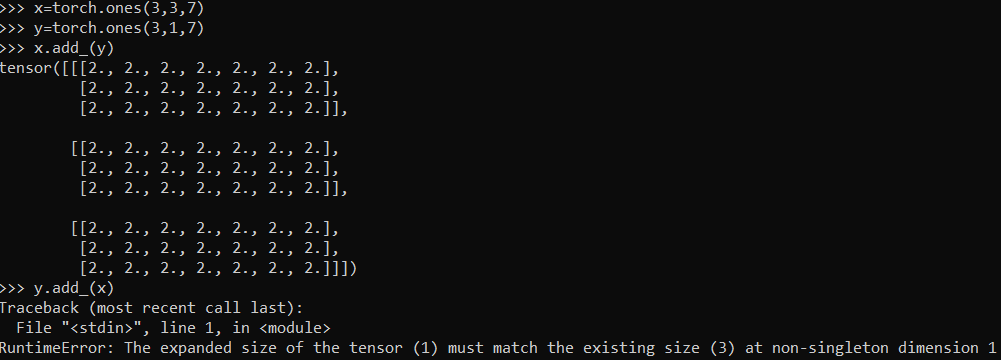 >>> x=torch.ones(3,3,7)
>>> y=torch.ones(3,1,7)
>>> x.add_(y)
tensor([[[2., 2., 2., 2., 2., 2., 2.],
         [2., 2., 2., 2., 2., 2., 2.],
         [2., 2., 2., 2., 2., 2., 2.]],

        [[2., 2., 2., 2., 2., 2., 2.],
         [2., 2., 2., 2., 2., 2., 2.],
         [2., 2., 2., 2., 2., 2., 2.]],

        [[2., 2., 2., 2., 2., 2., 2.],
         [2., 2., 2., 2., 2., 2., 2.],
         [2., 2., 2., 2., 2., 2., 2.]]])
>>> y.add_(x)
Traceback (most recent call last):
  File "<stdin>", line 1, in <module>
RuntimeError: The expanded size of the tensor (1) must match the existing size (3) at non-singleton dimension 1